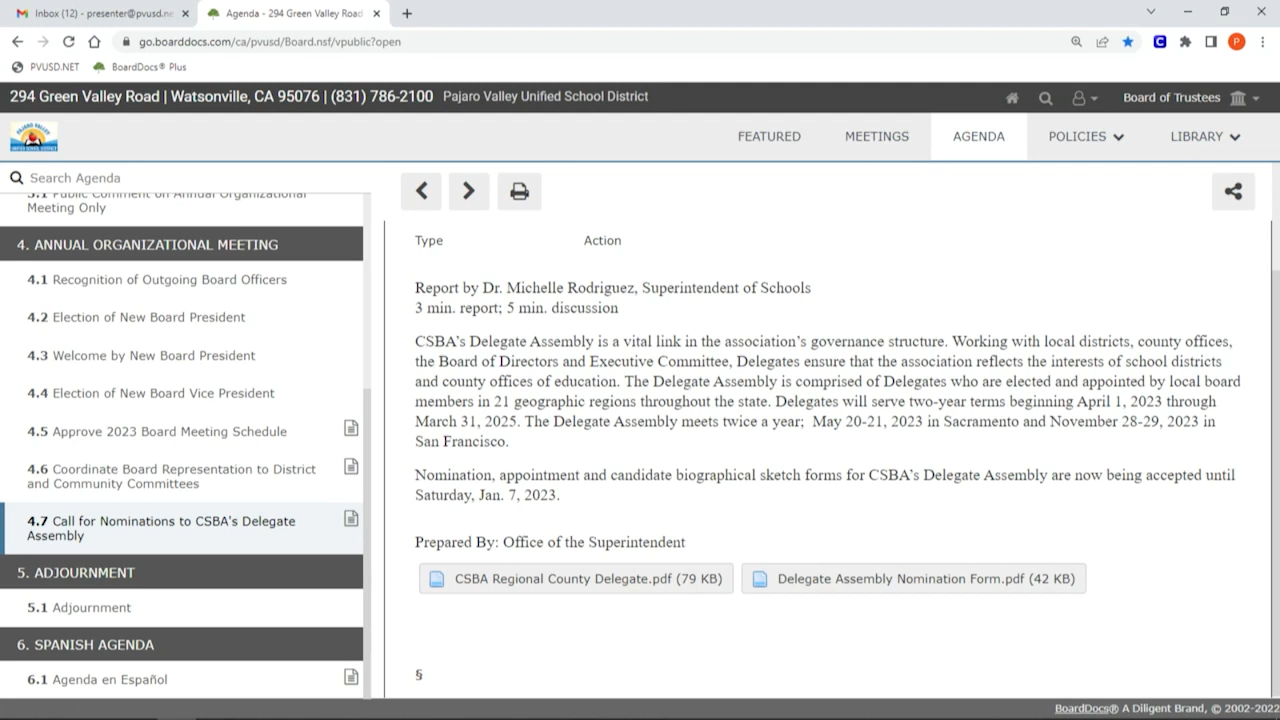 Inbox (12) - presenter@pvusd.ne
Agenda - 294 Green Valley Road
go.boarddocs.com/ca/pvusd/Board.nsf/vpublic?open
PVUSD.NET
BoardDocs® Plus
294 Green Valley Road | Watsonville, CA 95076 | (831) 786-2100 Pajaro Valley Unified School District
Board of Trustees
FEATURED MEETINGS AGENDA POLICIES LIBRARY
Search Agenda
3.1 Public Comment on Annual Organizational
Meeting Only
4. ANNUAL ORGANIZATIONAL MEETING
4.1 Recognition of Outgoing Board Officers
4.2 Election of New Board President
4.3 Welcome by New Board President
4.4 Election of New Board Vice President
4.5 Approve 2023 Board Meeting Schedule
4.6 Coordinate Board Representation to District
and Community Committees
4.7 Call for Nominations to CSBA's Delegate
Assembly
5. ADJOURNMENT
5.1 Adjournment
6. SPANISH AGENDA
6.1 Agenda en Español
Type Action
Report by Dr. Michelle Rodriguez, Superintendent of Schools
3 min. report; 5 min. discussion
CSBA's Delegate Assembly is a vital link in the association's governance structure. Working with local districts, county offices,
the Board of Directors and Executive Committee, Delegates ensure that the association reflects the interests of school districts
and county offices of education. The Delegate Assembly is comprised of Delegates who are elected and appointed by local board
members in 21 geographic regions throughout the state. Delegates will serve two-year terms beginning April 1, 2023 through
March 31, 2025. The Delegate Assembly meets twice a year; May 20-21, 2023 in Sacramento and November 28-29, 2023 in
San Francisco.
Nomination, appointment and candidate biographical sketch forms for CSBA's Delegate Assembly are now being accepted until
Saturday, Jan. 7, 2023.
Prepared By: Office of the Superintendent
CSBA Regional County Delegate.pdf (79 KB)
Delegate Assembly Nomination Form.pdf (42 KB)
§
BoardDocs® A Diligent Brand, © 2002-2022